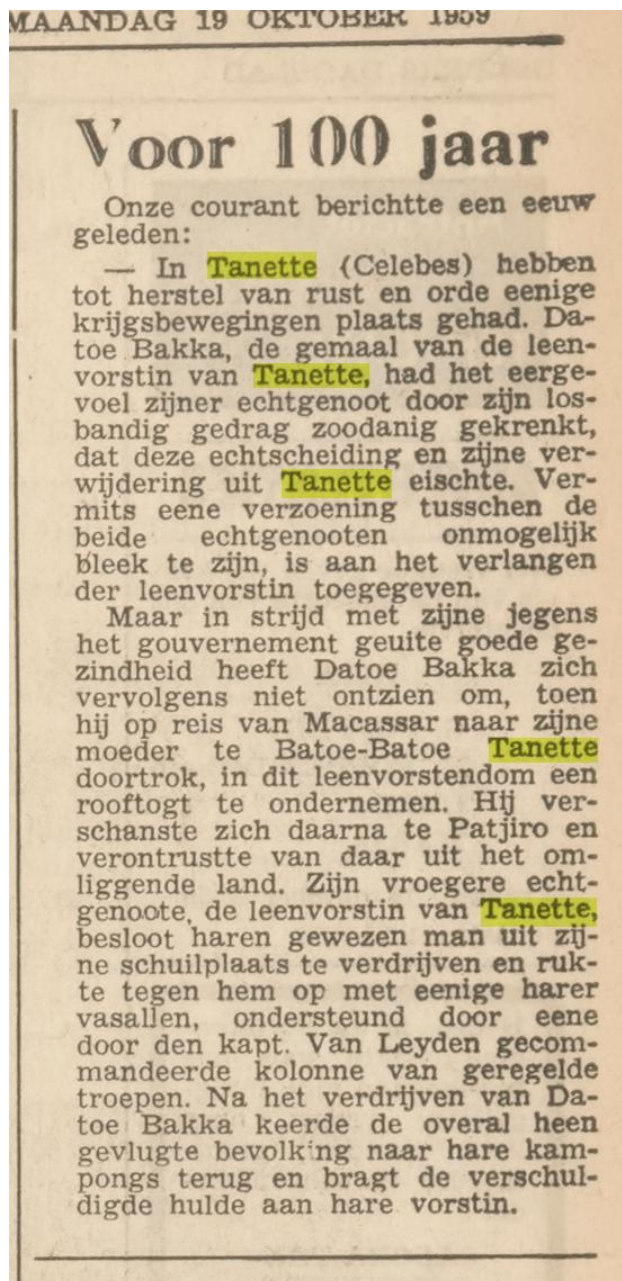 MAANDAG 19 OKTOBER 1959
Voor 100 jaar
Onze courant berichtte een eeuw
geleden:
— In Tanette (Celebes) hebben
tot herstel van rust en orde eenige
krijgsbewegingen plaats gehad. Da-
toe Bakka, de gemaal van de leen-
vorstin van Tanette, had het eerge-
voel zijner echtgenoot door zijn los-
bandig gedrag zoodanig gekrenkt,
dat deze echtscheiding en zijne ver-
wijdering uit Tanette eischte. Ver-
mits eene verzoening tusschen de
beide echtgenooten onmogelijk
bleek te zijn, is aan het verlangen
der leenvorstin toegegeven.
Maar in strijd met zijne jegens
het gouvernement geuite goede ge-
zindheid heeft Datoe Bakka zich
vervolgens niet ontzien om, toen
hij op reis van Macassar naar zijne
moeder te Batoe-Batoe Tanette
doortrok, in dit leenvorstendom een
rooftogt te ondernemen. Hij ver-
schanste zich daarna te Patjiro en
verontrustte van daar uit het om-
liggende land. Zijn vroegere echt-
genoote, de leenvorstin van Tanette,
besloot haren gewezen man uit zij-
ne schuilplaats te verdrijven en ruk-
te tegen hem op met eenige harer
vasallen, ondersteund door eene
door den kapt. Van Leyden gecom-
mandeerde kolonne van geregelde
troepen. Na het verdrijven van Da-
toe Bakka keerde de overal heen
gevlugte bevolking naar hare kam-
pongs terug en bragt de verschul-
digde hulde aan hare vorstin.